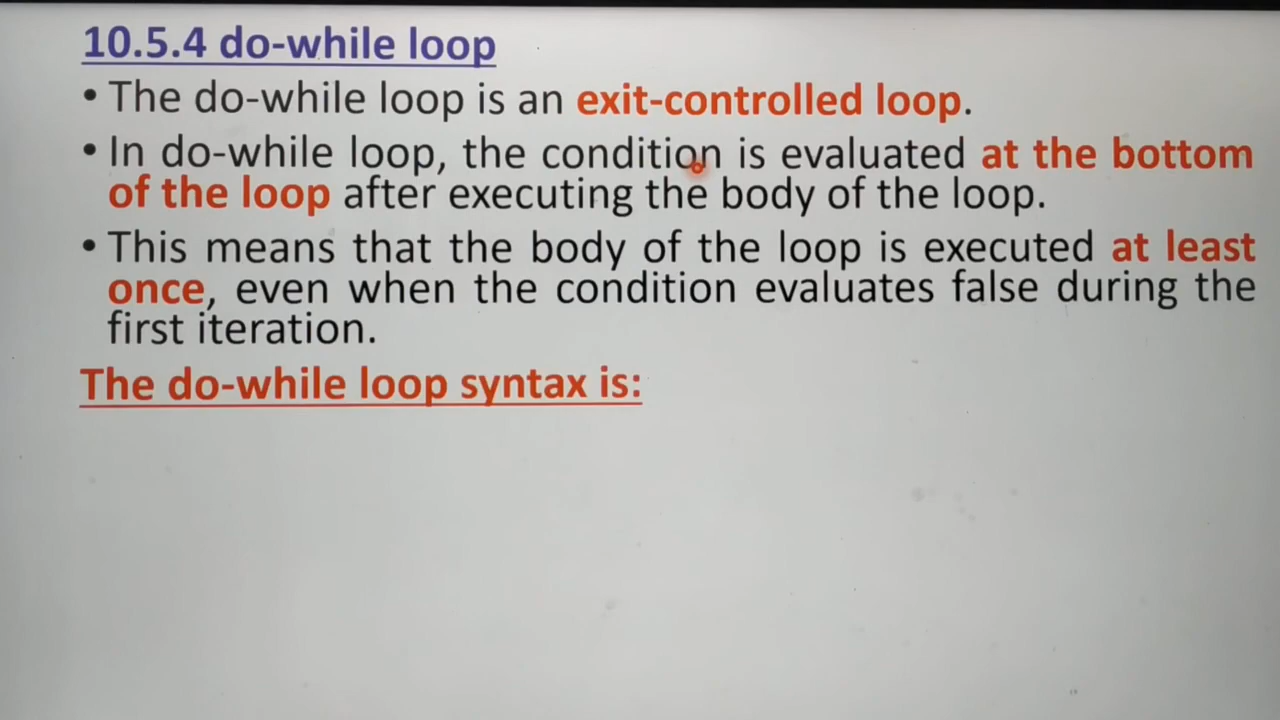 10.5.4 do-while loop
• The do-while loop is an exit-controlled loop.
• In do-while loop, the condition is evaluated at the bottom
of the loop after executing the body of the loop.
• This means that the body of the loop is executed at least
once, even when the condition evaluates false during the
first iteration.
The do-while loop syntax is: